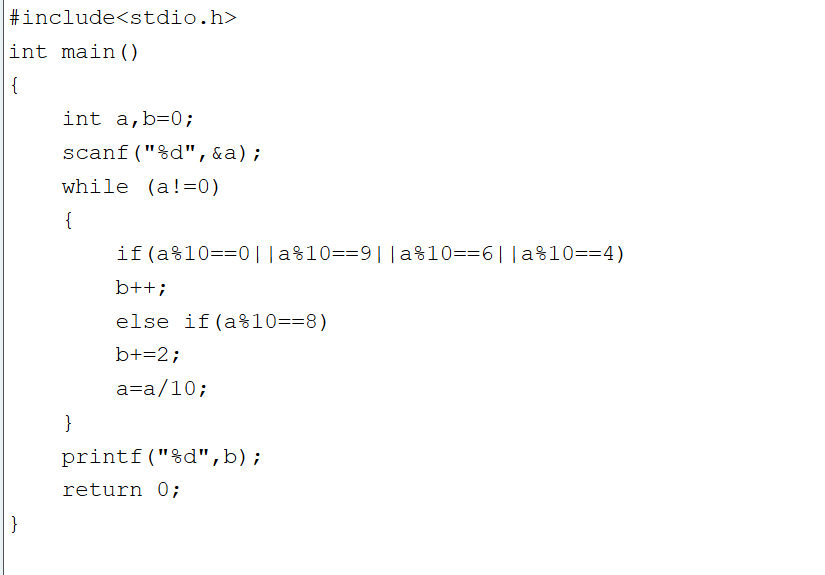 #include<stdio.h>
int main()
{
    int a,b=0;
    scanf("%d",&a);
    while (a!=0)
    {
        if(a%10==0||a%10==9||a%10==6||a%10==4)
        b++;
        else if(a%10==8)
        b+=2;
        a=a/10;
    }
    printf("%d",b);
    return 0;
}